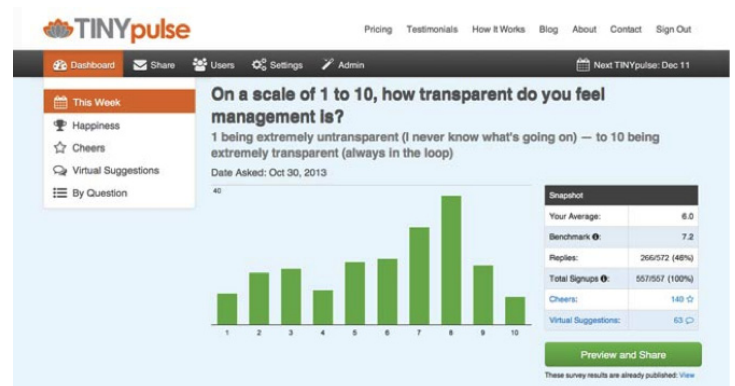 TINYpulse
Pricing Testimonials How It Works Blog About Contact Sign Out
Dashboard Share Users Settings Admin Next TINYpulse: Dec 11
This Week
Happiness
Cheers
Virtual Suggestions
By Question
On a scale of 1 to 10, how transparent do you feel
management is?
1 being extremely untransparent (I never know what's going on) — to 10 being
extremely transparent (always in the loop)
Date Asked: Oct 30, 2013
40
1 2 3 4 5 6 7 8 9 10
Snapshot
Your Average: 6.0
Benchmark: 7.2
Replies: 266/572 (46%)
Total Signups: 557/557 (100%)
Cheers: 140
Virtual Suggestions: 63
Preview and Share
These survey results are already published: View